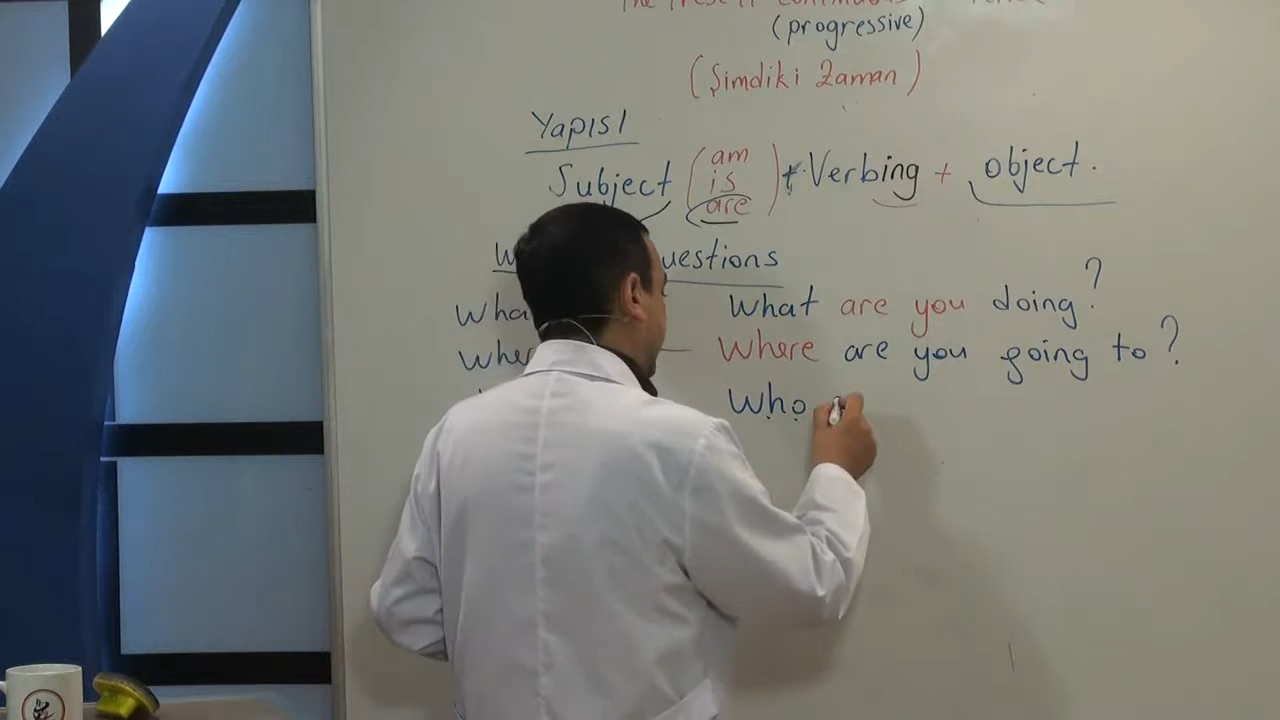 (progressive)
(Şimdiki Zaman)
Yapısı
Subject (am is are) + Verbing + object.
What are you doing?
Where are you going to?
Who